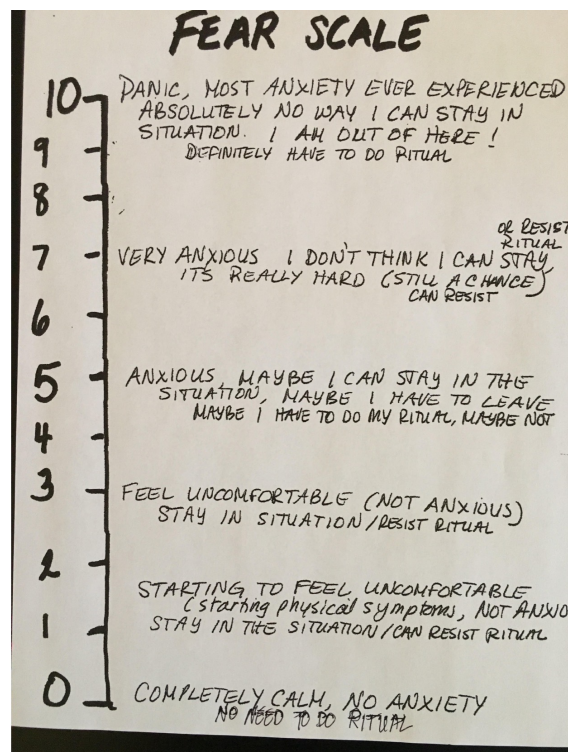 FEAR SCALE
10 PANIC, MOST ANXIETY EVER EXPERIENCED
ABSOLUTELY NO WAY I CAN STAY IN
SITUATION. I AM OUT OF HERE!
DEFINITELY HAVE TO DO RITUAL
9
8
OR RESIST
RITUAL
7 VERY ANXIOUS I DON'T THINK I CAN STAY,
ITS REALLY HARD (STILL A CHANCE)
CAN RESIST
6
5 ANXIOUS, MAYBE I CAN STAY IN THE
SITUATION, MAYBE I HAVE TO LEAVE
MAYBE I HAVE TO DO MY RITUAL, MAYBE NOT
4
3 FEEL UNCOMFORTABLE (NOT ANXIOUS)
STAY IN SITUATION/RESIST RITUAL
2
STARTING TO FEEL UNCOMFORTABLE
(starting physical symptoms, NOT ANXIO
1 STAY IN THE SITUATION/CAN RESIST RITUAL
0 COMPLETELY CALM, NO ANXIETY
NO NEED TO DO RITUAL